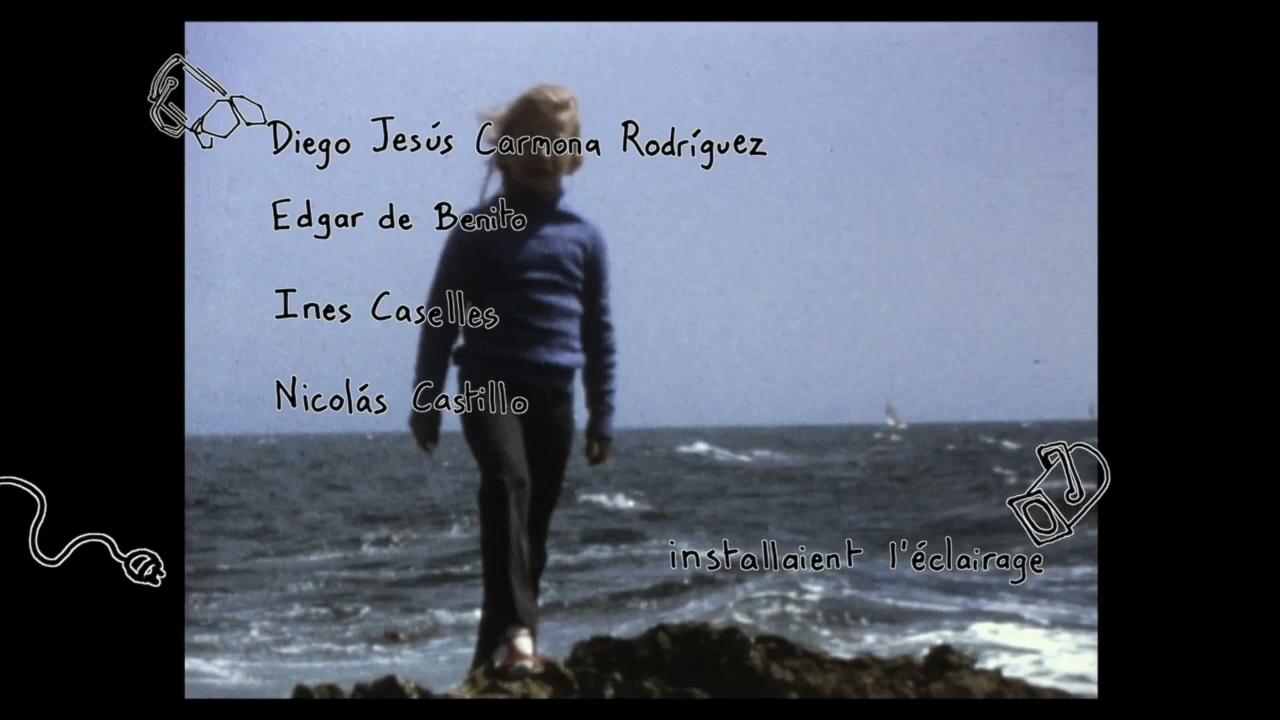 Diego Jesús Carmona Rodríguez
Edgar de Benito
Ines Caselles
Nicolás Castillo
installaient l'éclairage